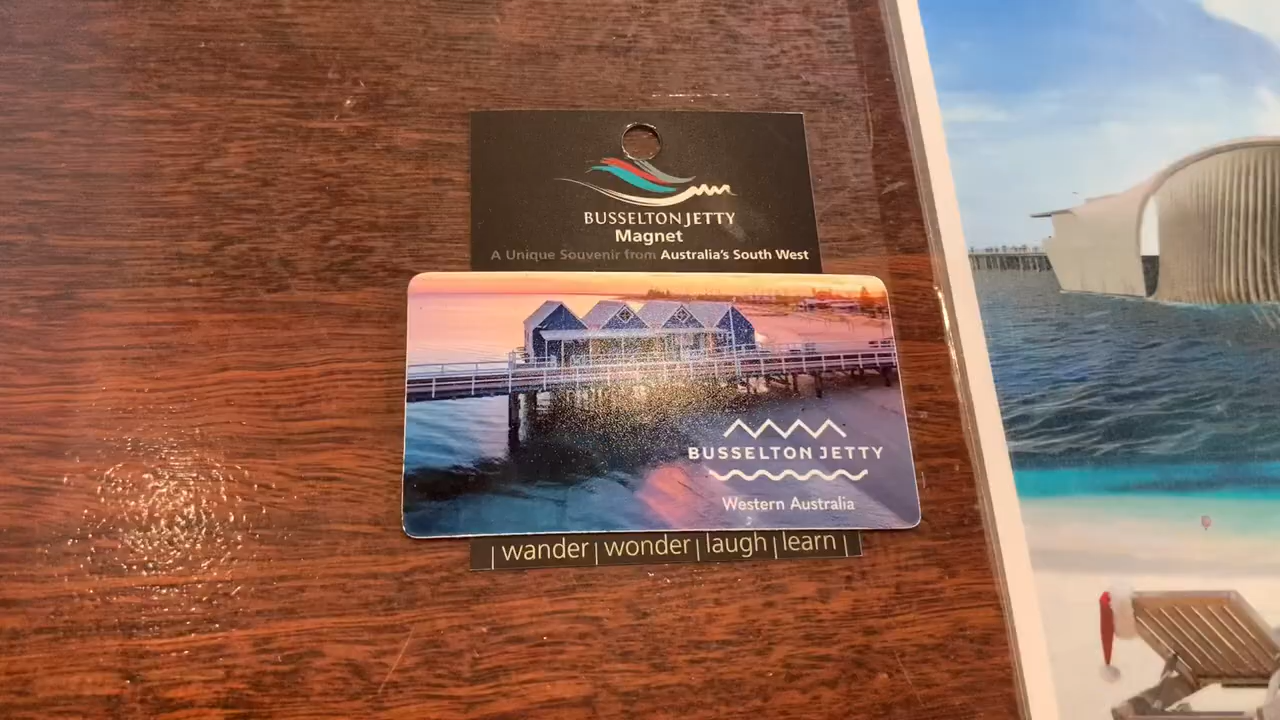 BUSSELTON JETTY
Magnet
A Unique Souvenir from Australia's South West
BUSSELTON JETTY
Western Australia
| wander | wonder | laugh | learn |